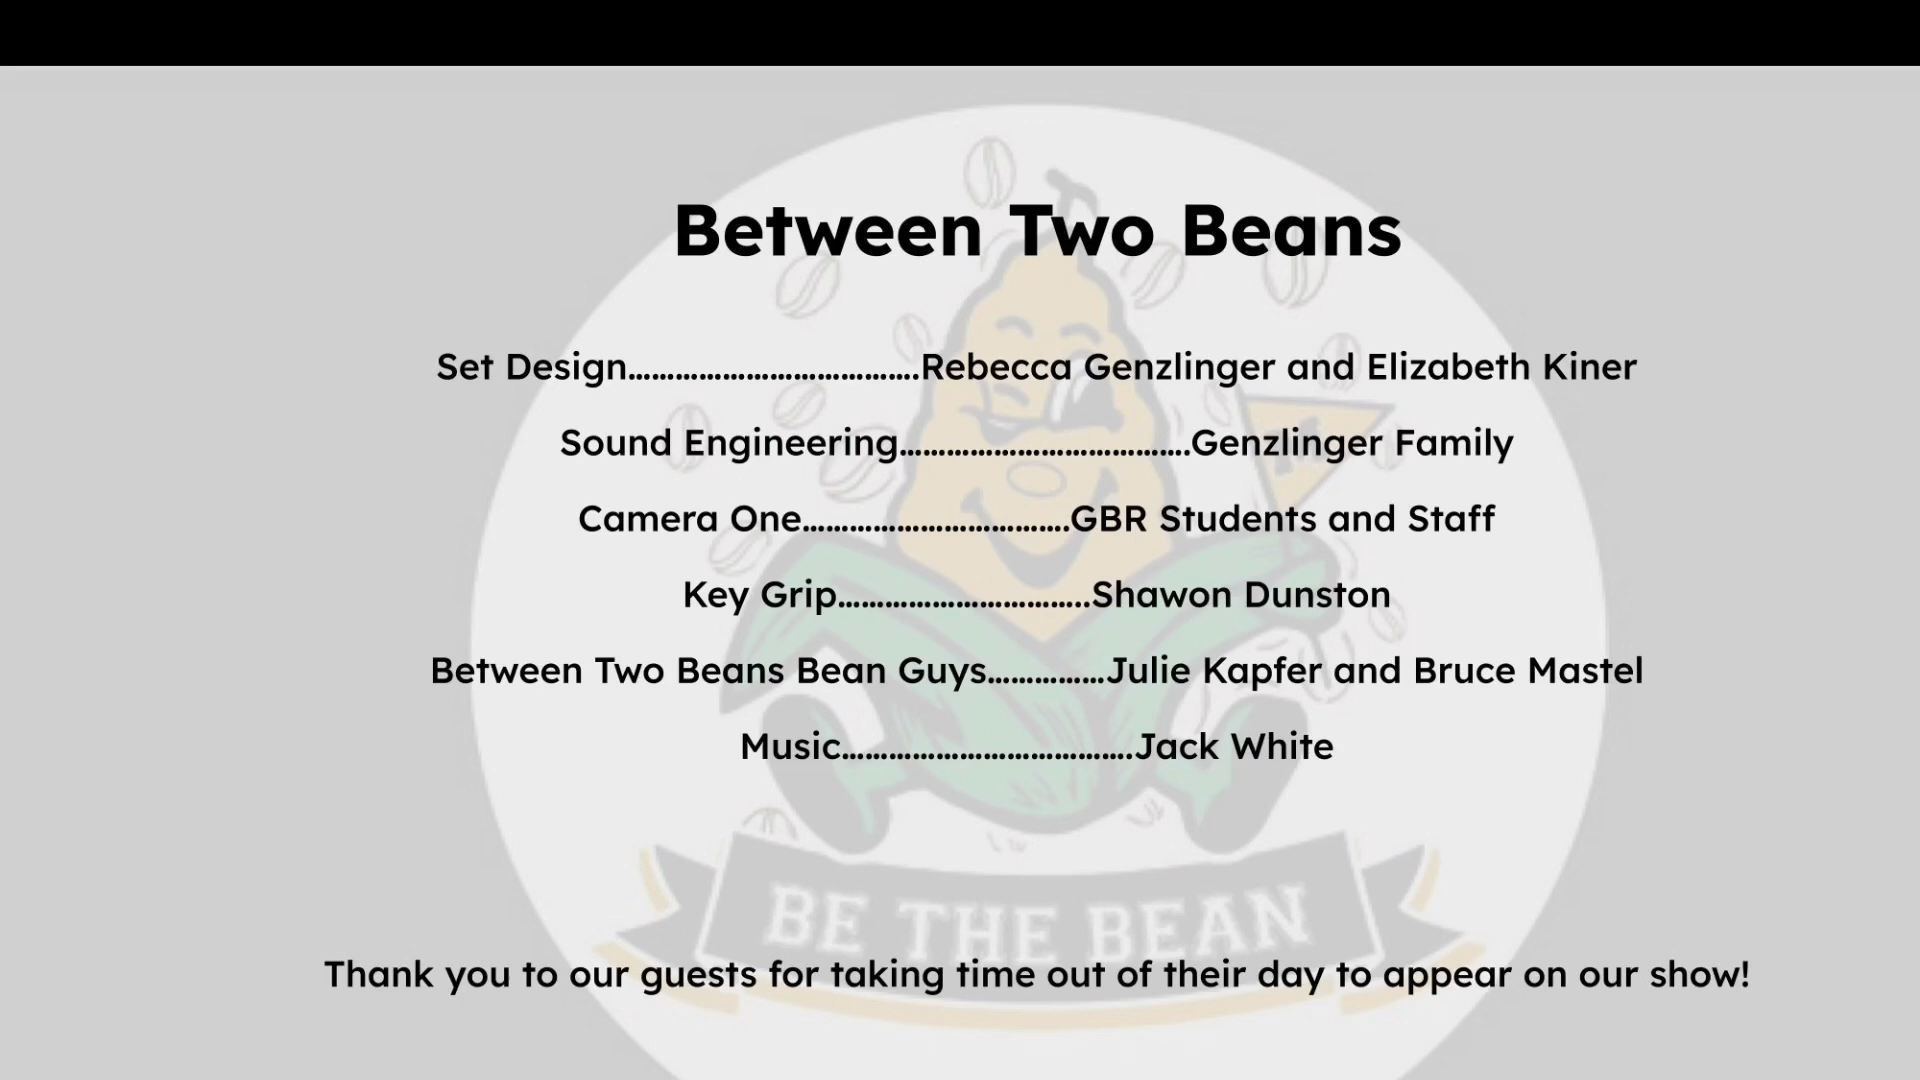 Between Two Beans
Set Design....................................Rebecca Genzlinger and Elizabeth Kiner
Sound Engineering....................................Genzlinger Family
Camera One.................................GBR Students and Staff
Key Grip................................Shawon Dunston
Between Two Beans Bean Guys...............Julie Kapfer and Bruce Mastel
Music....................................Jack White
BE THE BEAN
Thank you to our guests for taking time out of their day to appear on our show!